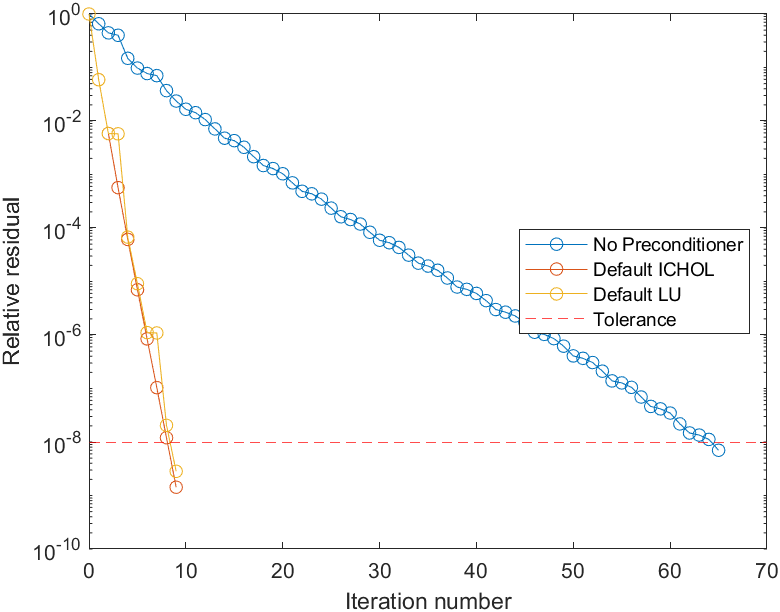 10^0
10^-2
10^-4
10^-6
10^-8
10^-10
Relative residual
No Preconditioner
Default ICHOL
Default LU
Tolerance
0 10 20 30 40 50 60 70
Iteration number